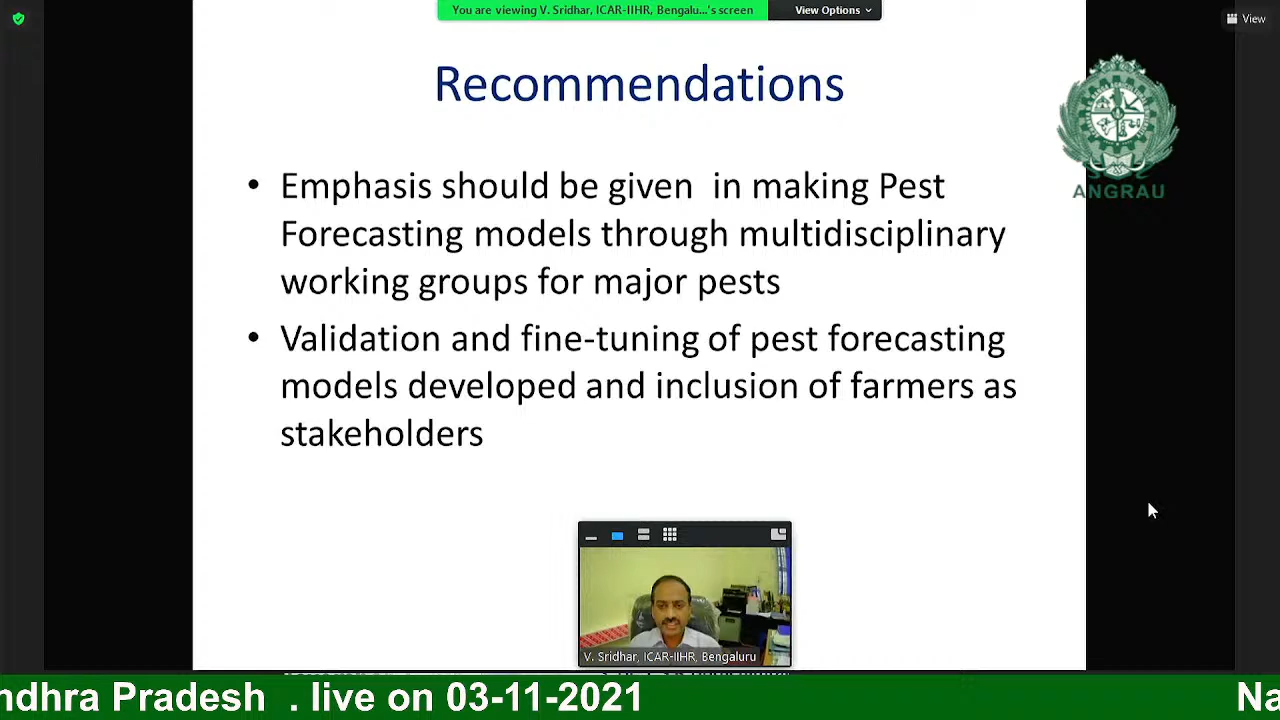 You are viewing V. Sridhar, ICAR-IIHR, Bengalu...'s screen
View Options
View
Recommendations
ANGRAU
• Emphasis should be given in making Pest
Forecasting models through multidisciplinary
working groups for major pests
• Validation and fine-tuning of pest forecasting
models developed and inclusion of farmers as
stakeholders
V. Sridhar, ICAR-IIHR, Bengaluru
ndhra Pradesh . live on 03-11-2021
Na